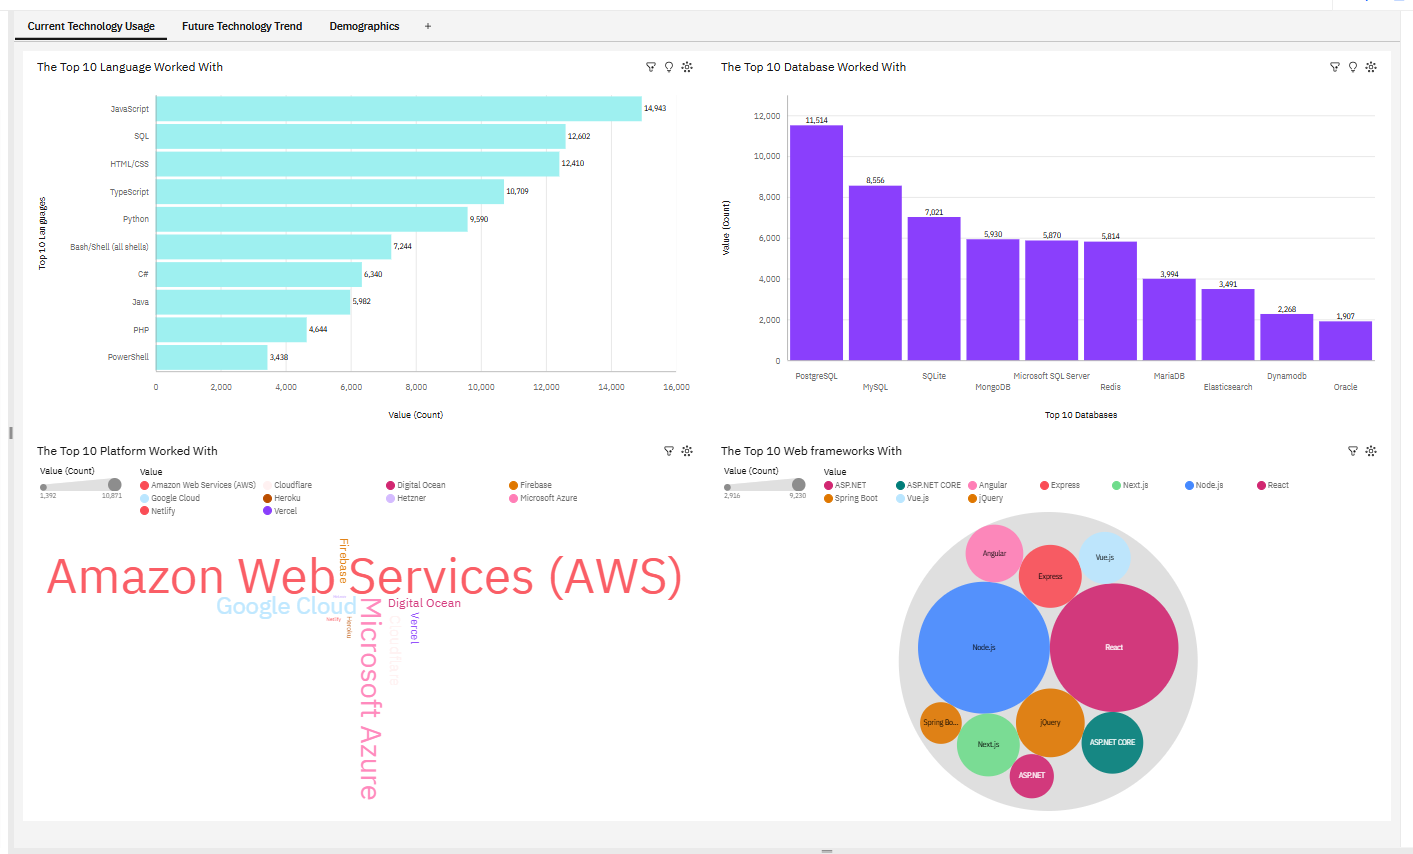 Current Technology Usage Future Technology Trend Demographics +
The Top 10 Language Worked With
Top 10 Languages
JavaScript 14,943
SQL 12,602
HTML/CSS 12,410
TypeScript 10,709
Python 9,590
Bash/Shell (all shells) 7,244
C# 6,340
Java 5,982
PHP 4,644
PowerShell 3,438
0 2,000 4,000 6,000 8,000 10,000 12,000 14,000 16,000
Value (Count)
The Top 10 Database Worked With
Value (Count)
12,000
10,000
8,000
6,000
4,000
2,000
0
11,514 8,556 7,021 5,930 5,870 5,814 3,994 3,491 2,268 1,907
PostgreSQL MySQL SQLite MongoDB Microsoft SQL Server Redis MariaDB Elasticsearch Dynamodb Oracle
Top 10 Databases
The Top 10 Platform Worked With
Value (Count)
1,392 10,871
Value
Amazon Web Services (AWS) Cloudflare Digital Ocean Firebase
Google Cloud Heroku Hetzner Microsoft Azure
Netlify Vercel
Firebase
Amazon Web Services (AWS)
Google Cloud
Digital Ocean
Netlify
Heroku
Microsoft Azure
Cloudflare
Vercel
The Top 10 Web frameworks With
Value (Count)
2,916 9,230
Value
ASP.NET ASP.NET CORE Angular Express Next.js Node.js React
Spring Boot Vue.js jQuery
Angular
Vue.js
Express
Node.js
React
Spring Bo...
jQuery
Next.js
ASP.NET CORE
ASP.NET